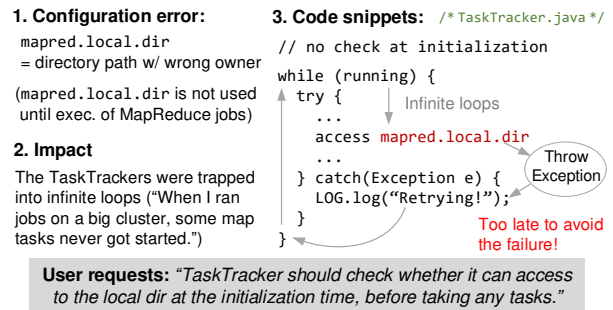 1. Configuration error:
mapred.local.dir
= directory path w/ wrong owner
(mapred.local.dir is not used
until exec. of MapReduce jobs)
2. Impact
The TaskTrackers were trapped
into infinite loops (“When I ran
jobs on a big cluster, some map
tasks never got started.”)
3. Code snippets: /* TaskTracker.java */
// no check at initialization
while (running) {
try {
Infinite loops
...
access mapred.local.dir
...
Throw
Exception
} catch(Exception e) {
LOG.log(“Retrying!”);
}
}
Too late to avoid
the failure!
User requests: “TaskTracker should check whether it can access
to the local dir at the initialization time, before taking any tasks.”